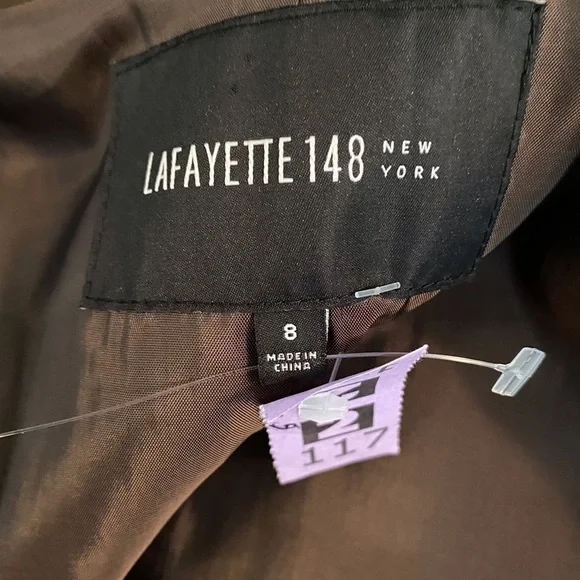 LAFAYETTE 148 NEW
YORK
8
MADE IN
CHINA
117